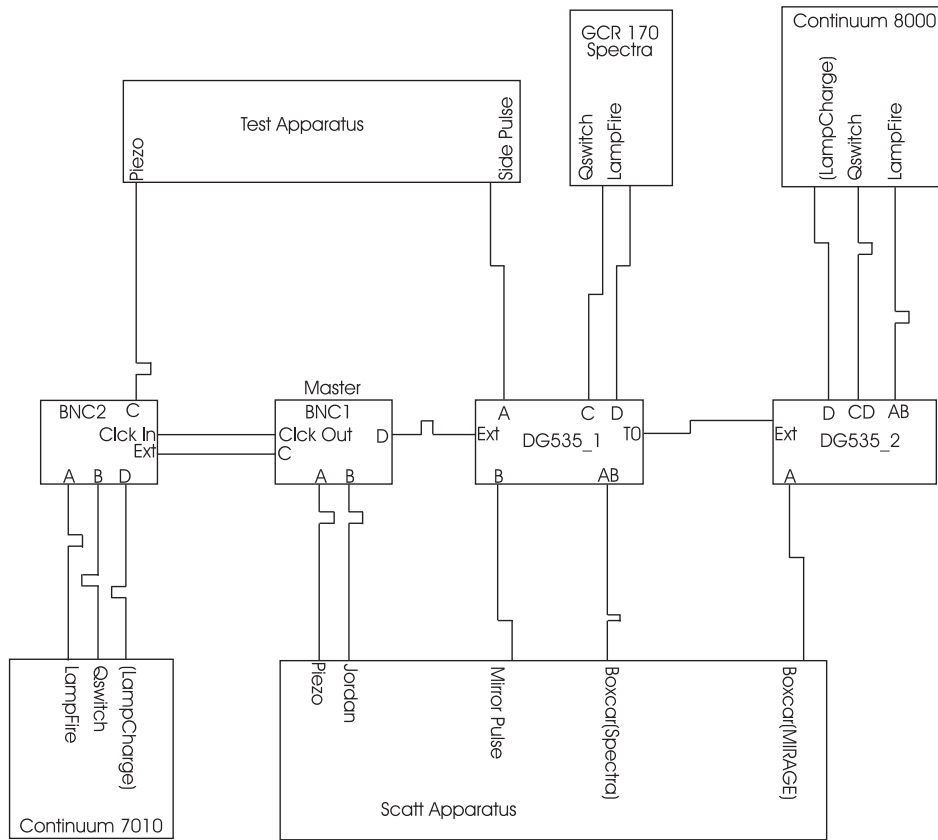 GCR 170
Spectra
Qswitch
LampFire
Continuum 8000
(LampCharge)
Qswitch
LampFire
Test Apparatus
Piezo
Side Pulse
BNC2
C
Clck In
Ext
A
B
D
Master
BNC1
Clck Out
C
D
A
B
A
C
D
Ext
DG535_1
T0
B
AB
D
CD
AB
Ext
DG535_2
A
LampFire
Qswitch
(LampCharge)
Continuum 7010
Piezo
Jordan
Mirror Pulse
Boxcar(Spectra)
Boxcar(MIRAGE)
Scatt Apparatus